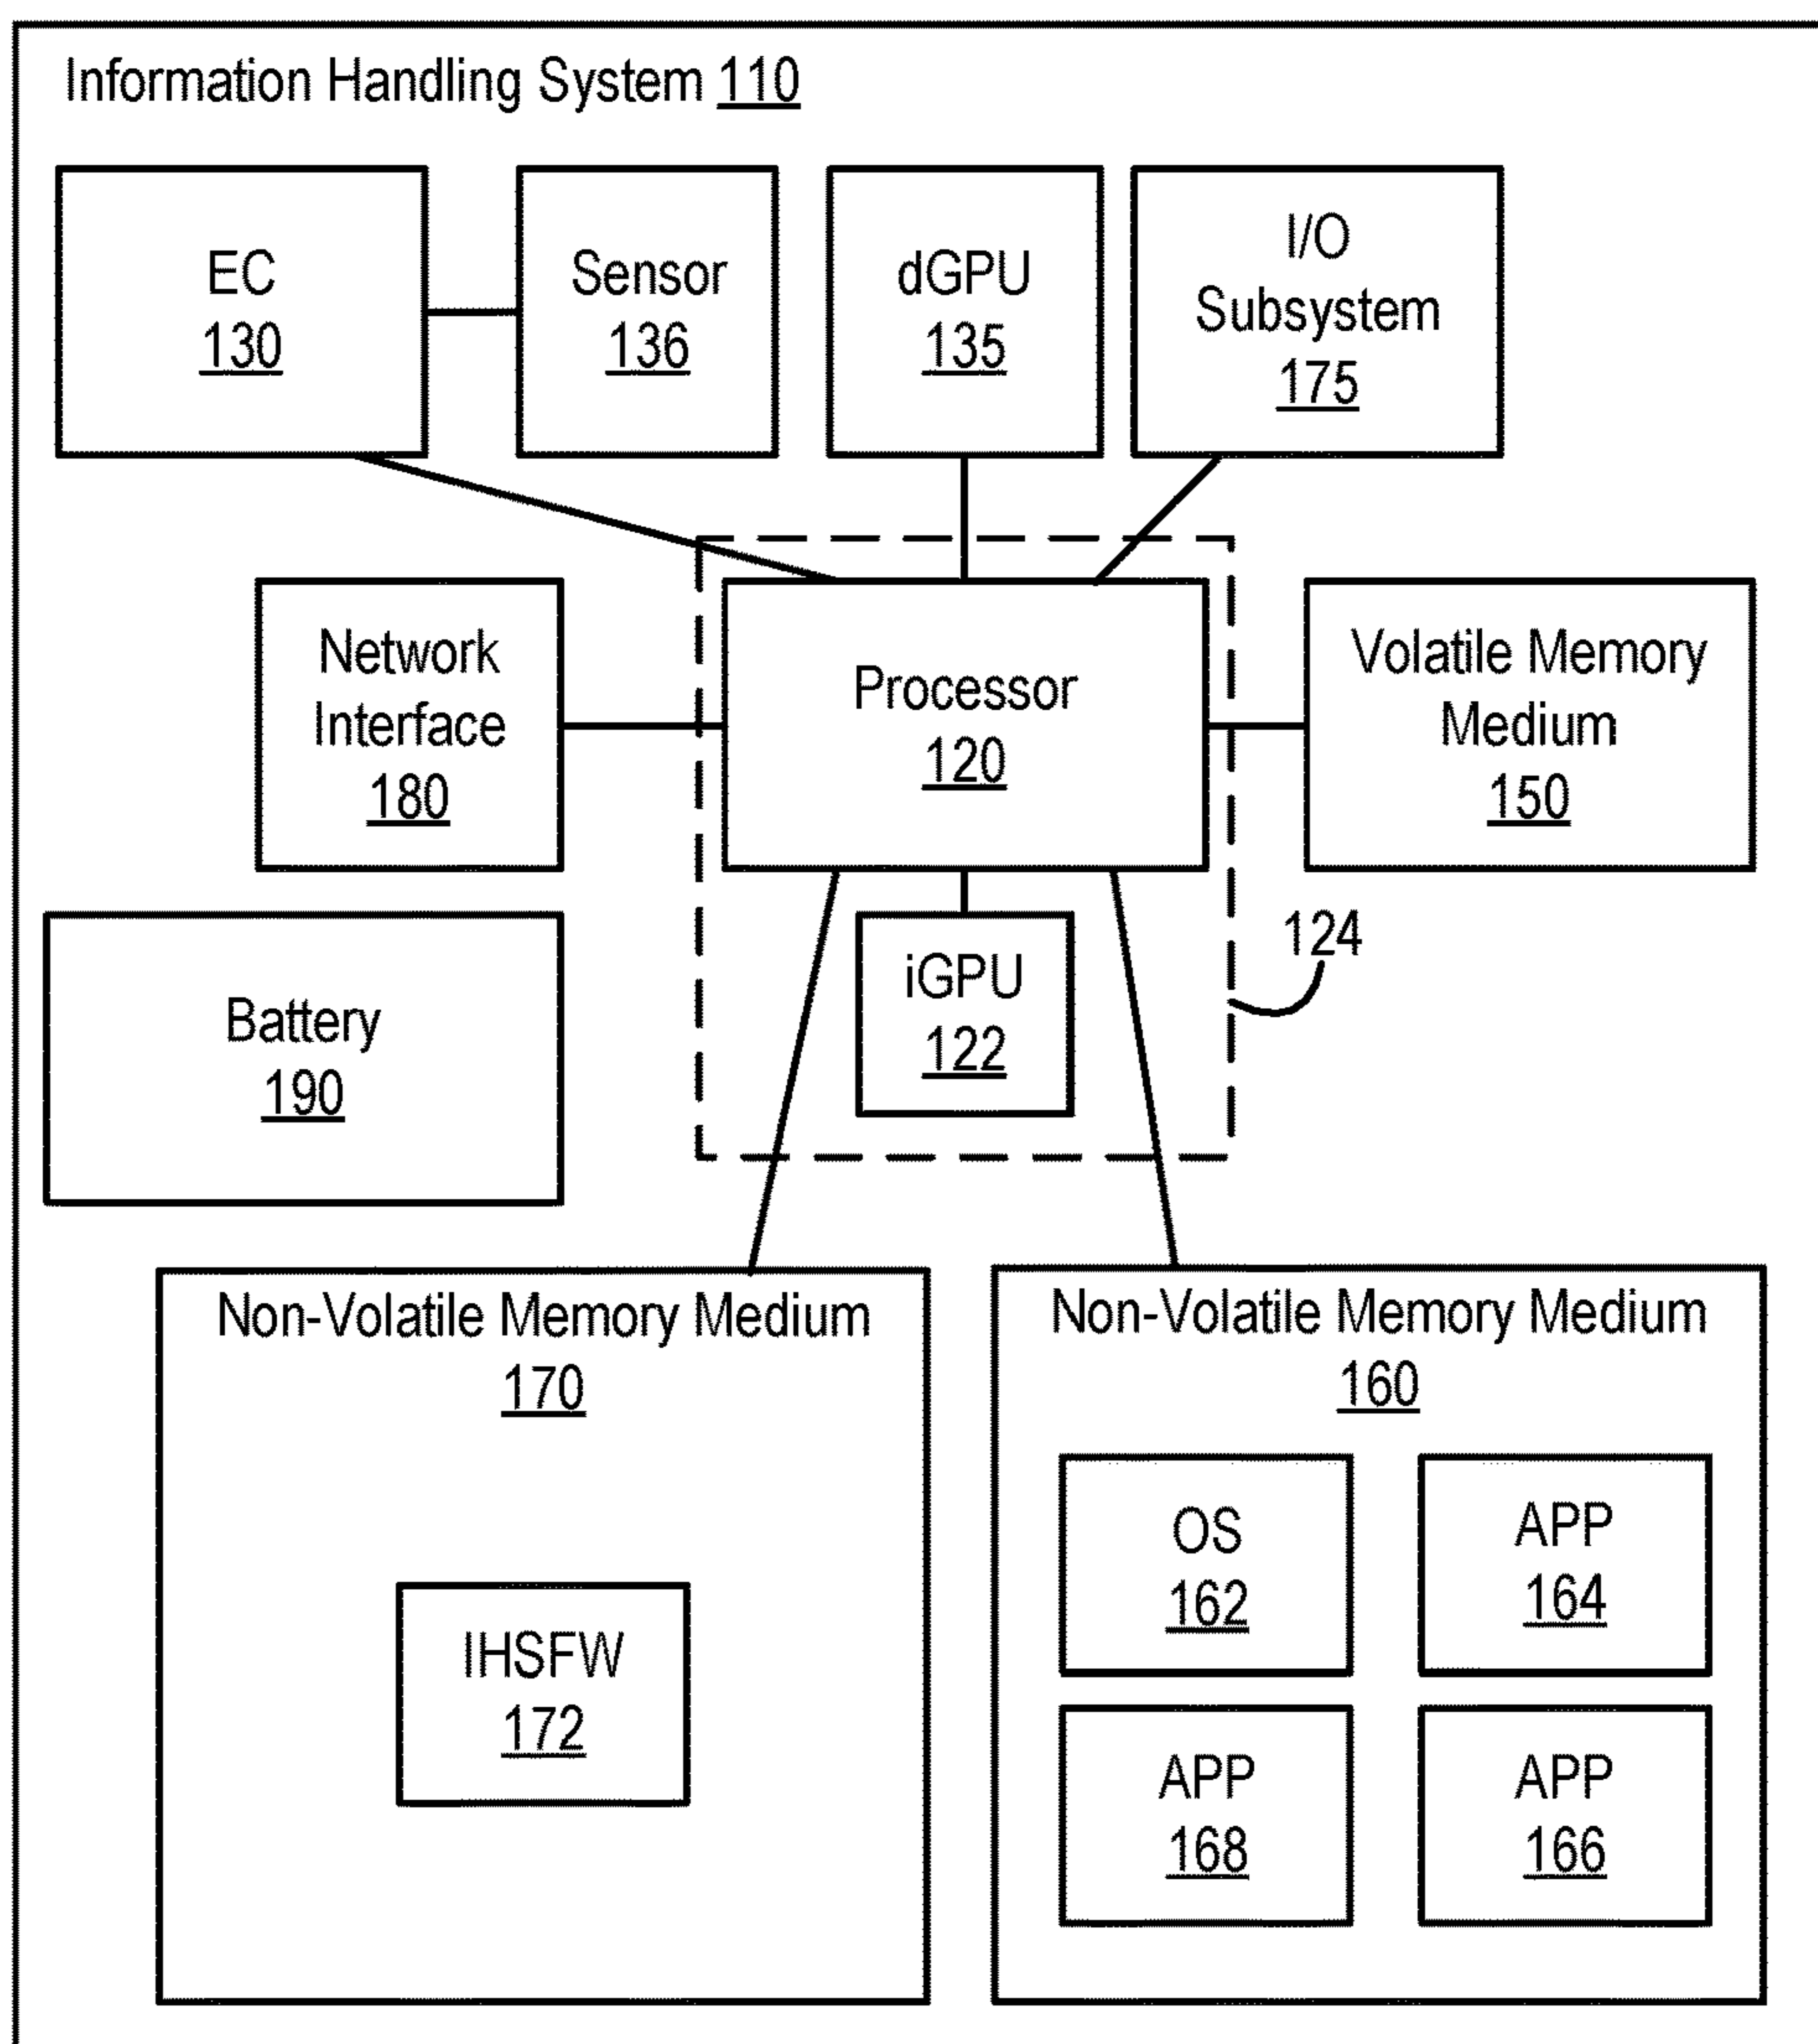 Information Handling System 110
EC
130
Sensor
136
dGPU
135
I/O
Subsystem
175
Network
Interface
180
Processor
120
Volatile Memory
Medium
150
Battery
190
iGPU
122
124
Non-Volatile Memory Medium
170
IHSFW
172
Non-Volatile Memory Medium
160
OS
162
APP
164
APP
168
APP
166